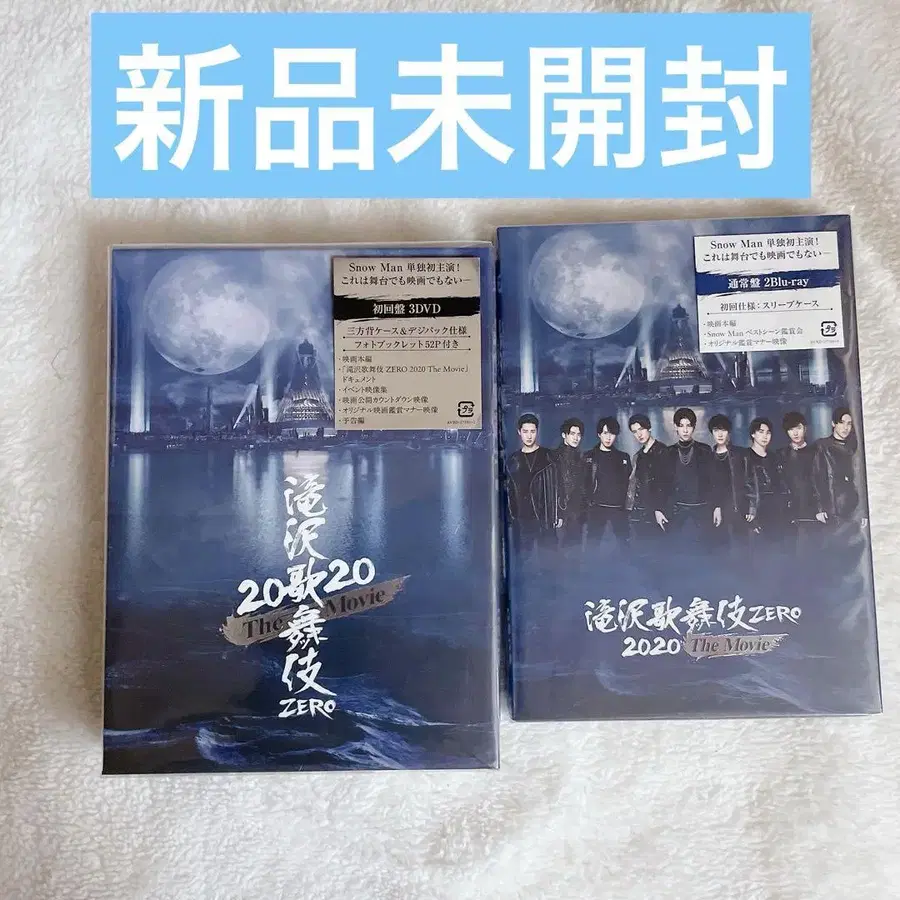 新品未開封
Snow Man 単独初主演!
これは舞台でも映画でもない―
初回盤 3DVD
三方背ケース&デジパック仕様
フォトブックレット52P付き
・映画本編
・「滝沢歌舞伎 ZERO 2020 The Movie」
ドキュメント
・イベント映像集
・映画公開カウントダウン映像
・オリジナル映画鑑賞マナー映像
・予告編
滝沢歌舞伎
2020
The Movie
ZERO
Snow Man 単独初主演!
これは舞台でも映画でもない―
通常盤 2Blu-ray
初回仕様:スリーブケース
・映画本編
・Snow Man ベストシーン鑑賞会
・オリジナル鑑賞マナー映像
滝沢歌舞伎ZERO
2020 The Movie